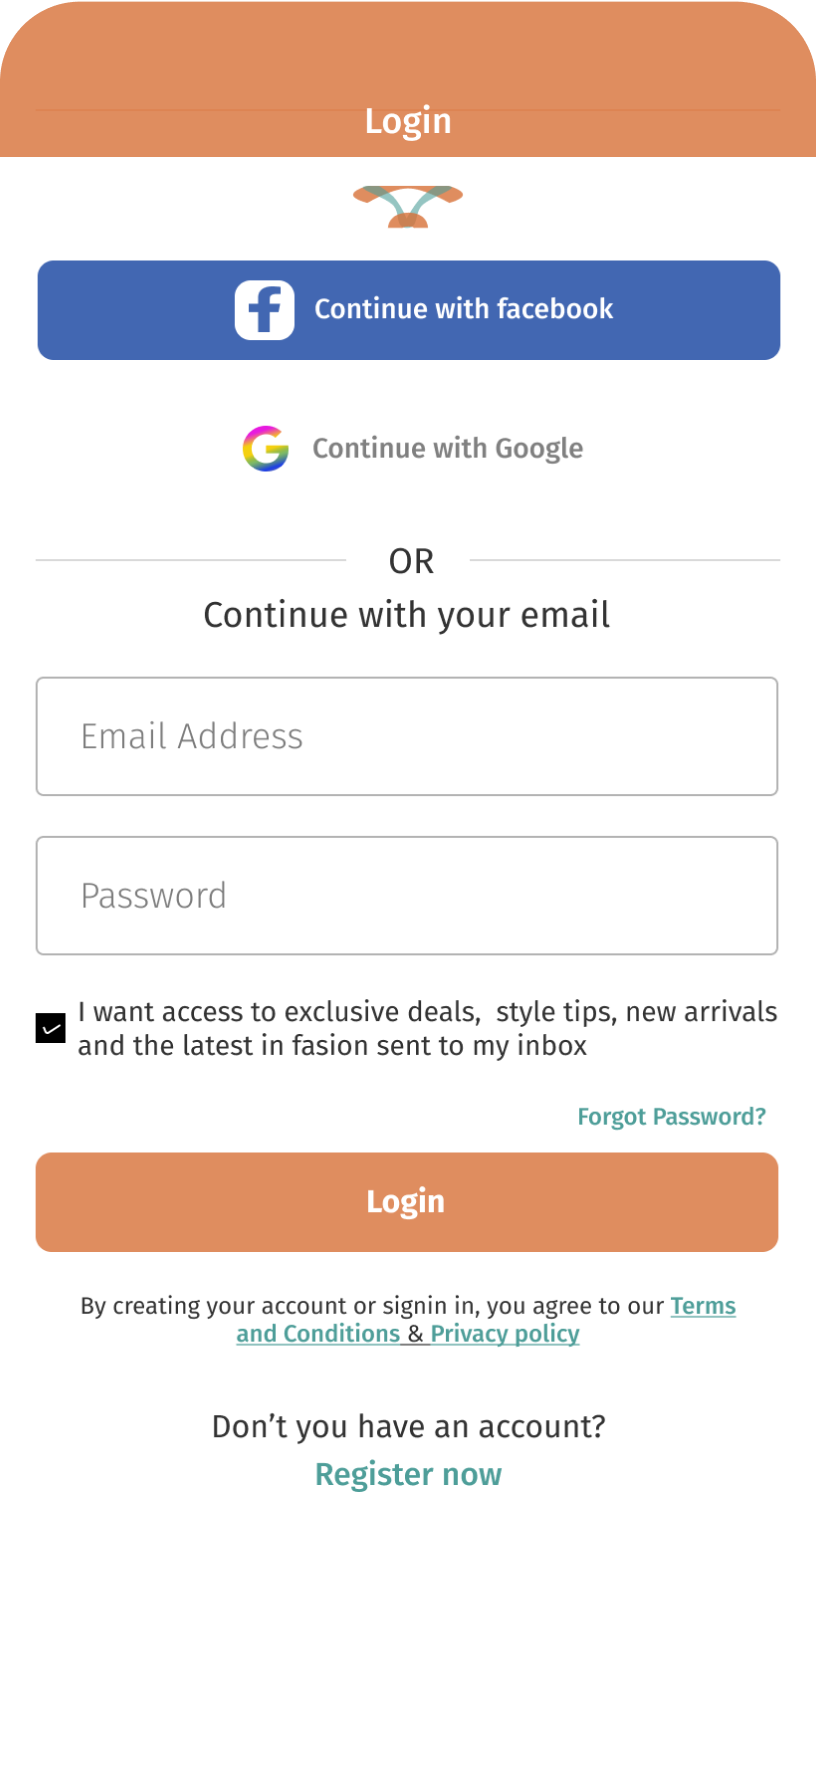 Login
Continue with facebook
Continue with Google
OR
Continue with your email
Email Address
Password
I want access to exclusive deals,  style tips, new arrivals
and the latest in fasion sent to my inbox
Forgot Password?
Login
By creating your account or signin in, you agree to our Terms
and Conditions & Privacy policy
Don’t you have an account?
Register now